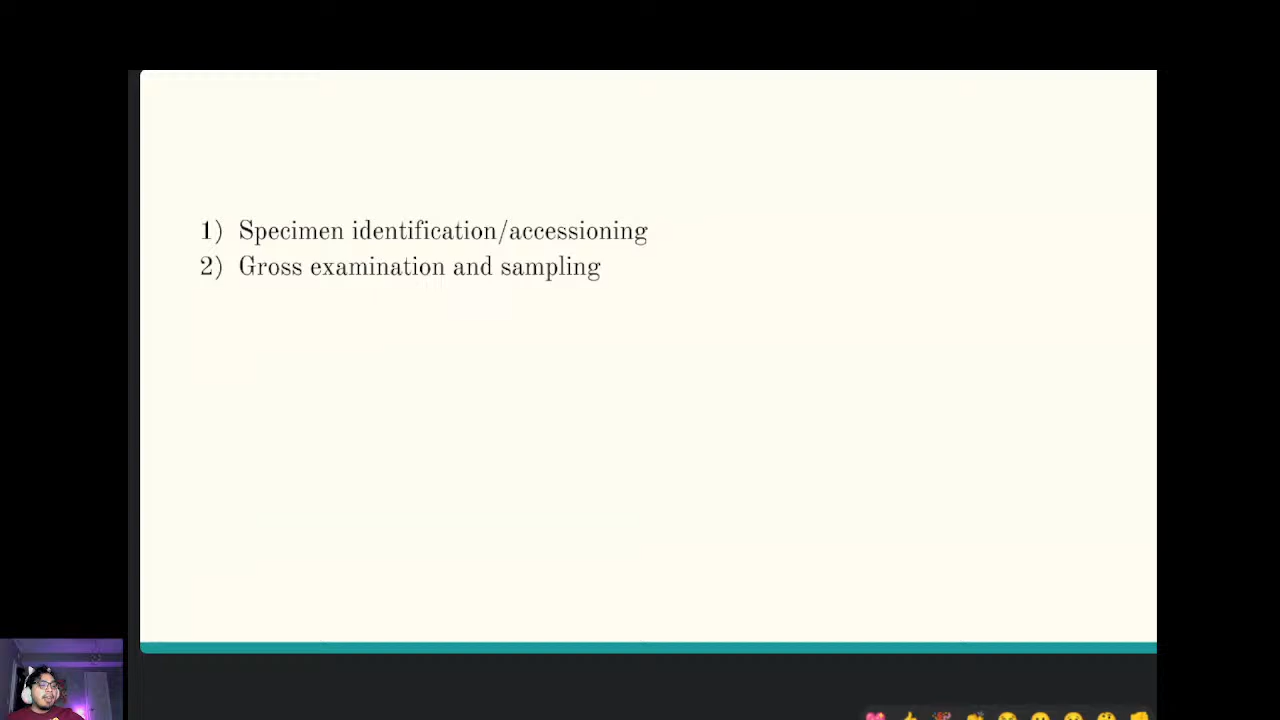 1) Specimen identification/accessioning
2) Gross examination and sampling